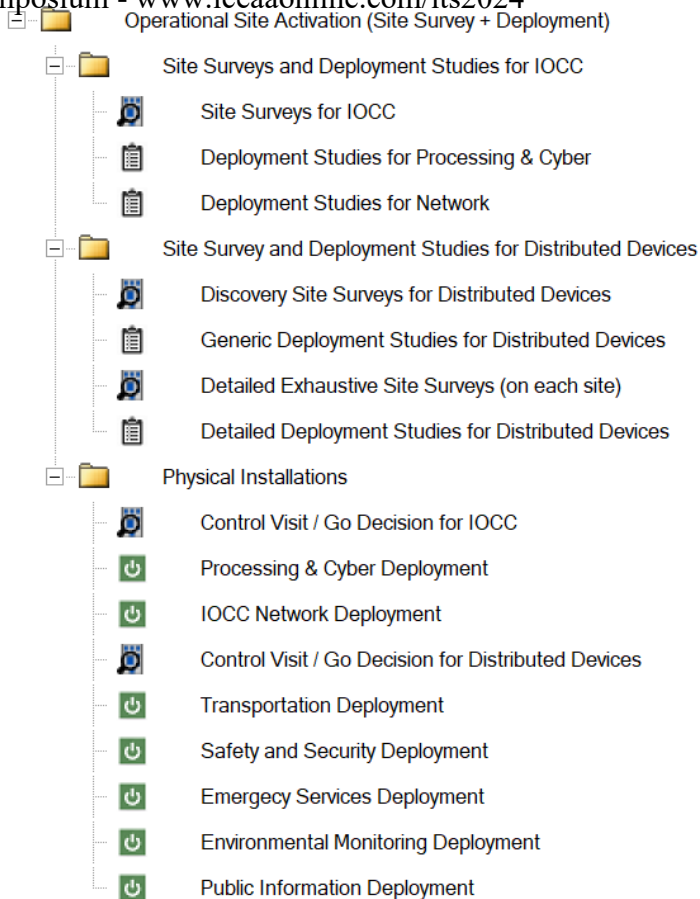 mposium - www.iccaaonline.com/its2024
Operational Site Activation (Site Survey + Deployment)
Site Surveys and Deployment Studies for IOCC
Site Surveys for IOCC
Deployment Studies for Processing & Cyber
Deployment Studies for Network
Site Survey and Deployment Studies for Distributed Devices
Discovery Site Surveys for Distributed Devices
Generic Deployment Studies for Distributed Devices
Detailed Exhaustive Site Surveys (on each site)
Detailed Deployment Studies for Distributed Devices
Physical Installations
Control Visit / Go Decision for IOCC
Processing & Cyber Deployment
IOCC Network Deployment
Control Visit / Go Decision for Distributed Devices
Transportation Deployment
Safety and Security Deployment
Emergecy Services Deployment
Environmental Monitoring Deployment
Public Information Deployment